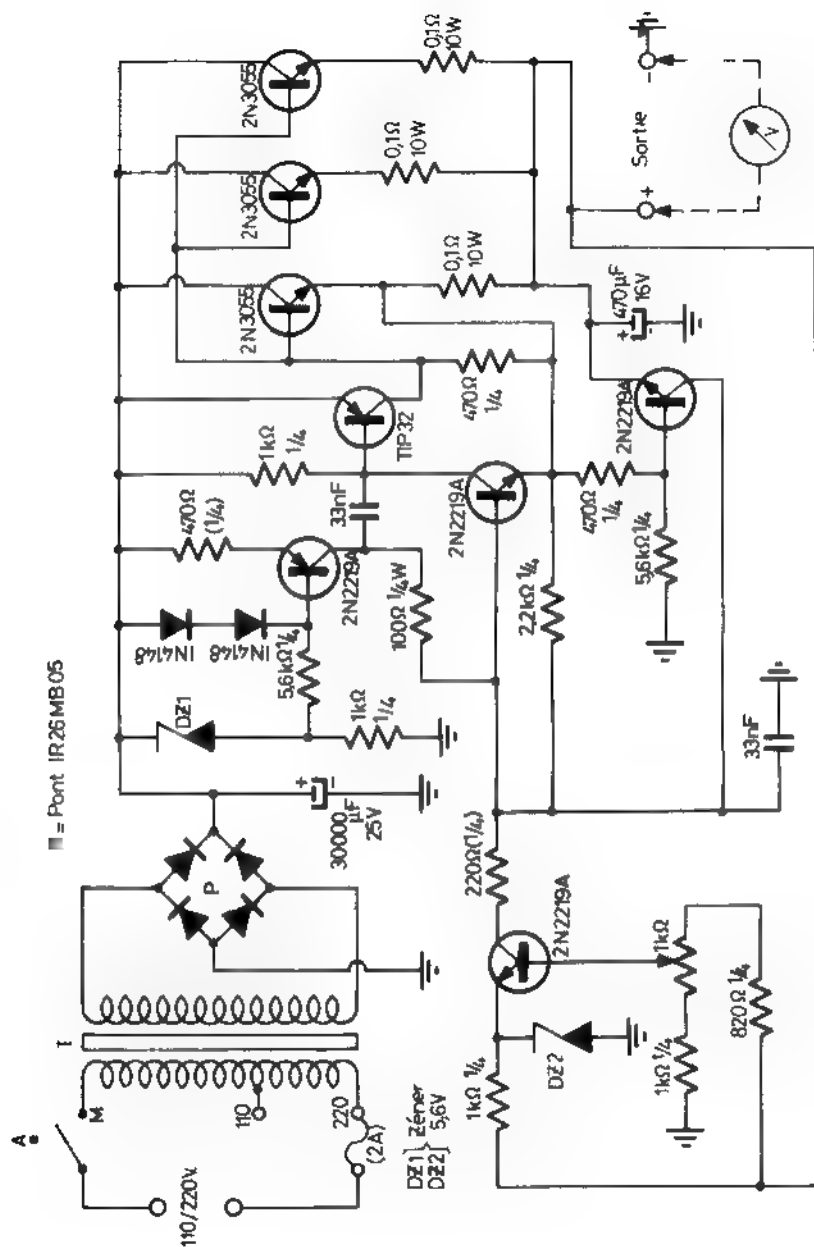 ■ = Pont IR26MB05
A
110/220V.
M
110
220
(2A)
T
P
DZ1 } Zéner
DZ2 } 5,6V
30000
µF
25V
+
-
DZ1
1kΩ
1/4
1N4148
1N4148
5,6kΩ 1/4
470Ω
(1/4)
2N2219A
100Ω 1/4W
33nF
1kΩ
1/4
TIP32
2N2219A
470Ω
1/4
2,2kΩ 1/4
470Ω
1/4
5,6kΩ 1/4
2N2219A
470µF
16V
+
2N3055
2N3055
2N3055
0,1Ω
10W
0,1Ω
10W
0,1Ω
10W
+ Sortie -
V
220Ω(1/4)
2N2219A
1kΩ 1/4
DZ2
1kΩ 1/4
1kΩ
820Ω 1/4
33nF